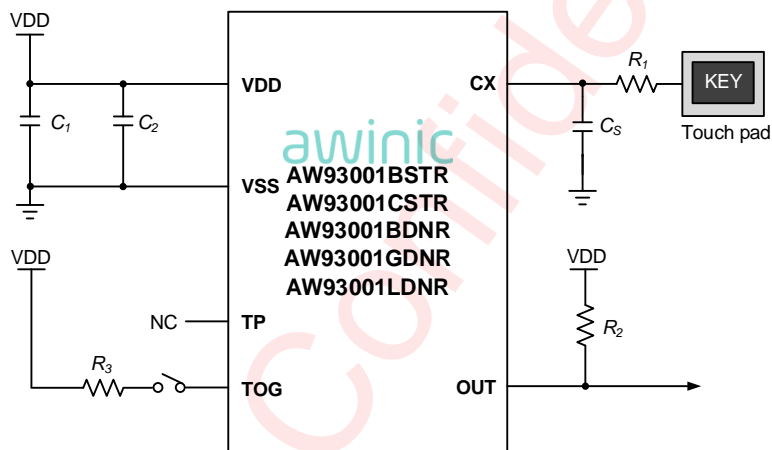 VDD
VDD
CX
R1
KEY
C1
C2
CS
Touch pad
awinic
VSS
AW93001BSTR
AW93001CSTR
AW93001BDNR
AW93001GDNR
AW93001LDNR
VDD
VDD
NC
TP
R2
R3
TOG
OUT
Confide